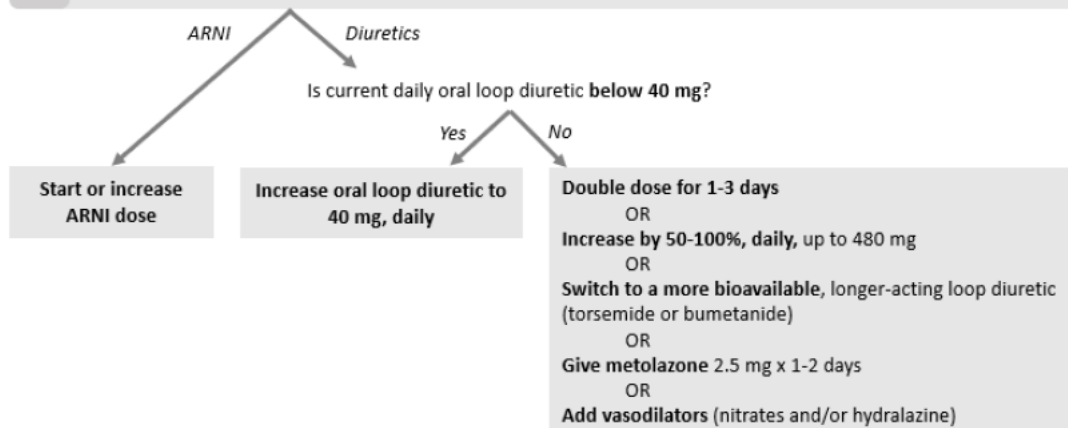 ARNI
Diuretics
Is current daily oral loop diuretic below 40 mg?
Yes
No
Start or increase
ARNI dose
Increase oral loop diuretic to
40 mg, daily
Double dose for 1-3 days
OR
Increase by 50-100%, daily, up to 480 mg
OR
Switch to a more bioavailable, longer-acting loop diuretic
(torsemide or bumetanide)
OR
Give metolazone 2.5 mg x 1-2 days
OR
Add vasodilators (nitrates and/or hydralazine)